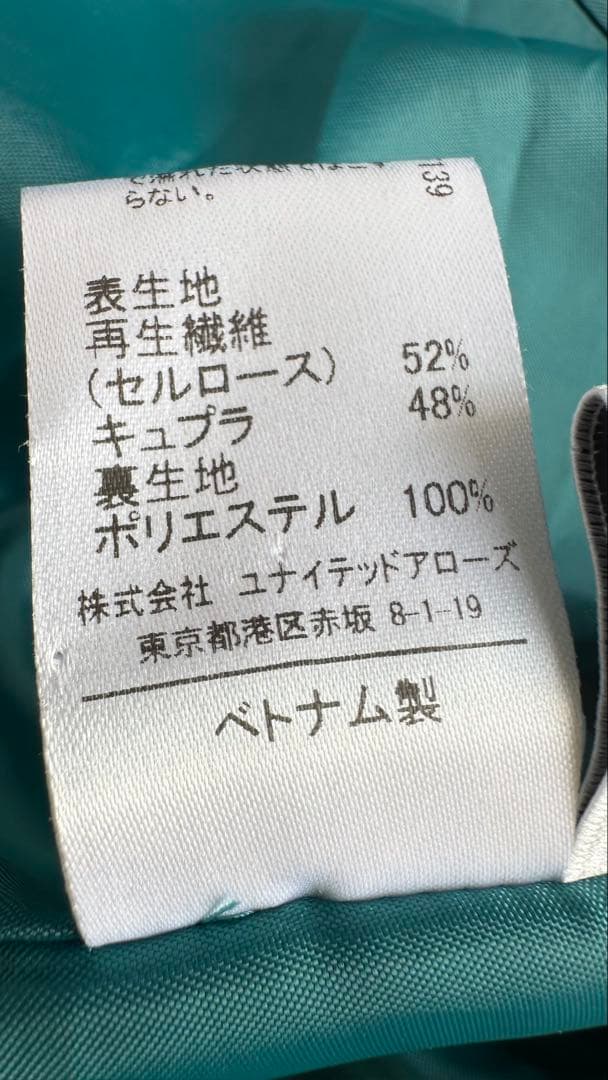 らない。
139
表生地
再生繊維
(セルロース) 52%
キュプラ 48%
裏生地
ポリエステル 100%
株式会社 ユナイテッドアローズ
東京都港区赤坂 8-1-19
ベトナム製